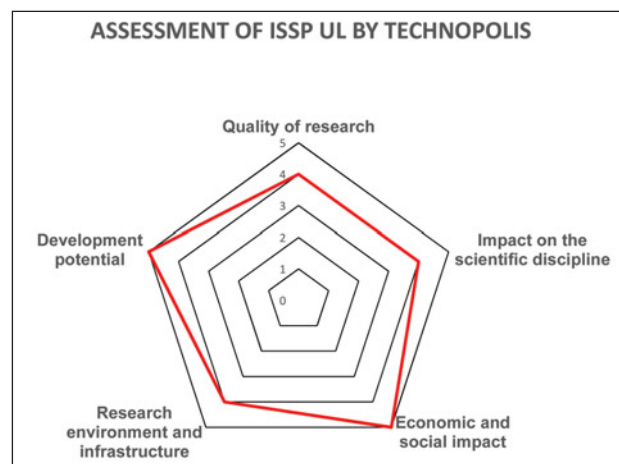 ASSESSMENT OF ISSP UL BY TECHNOPOLIS
Quality of research
5
4
3
2
1
0
Development
potential
Impact on the
scientific discipline
Research
environment and
infrastructure
Economic and
social impact